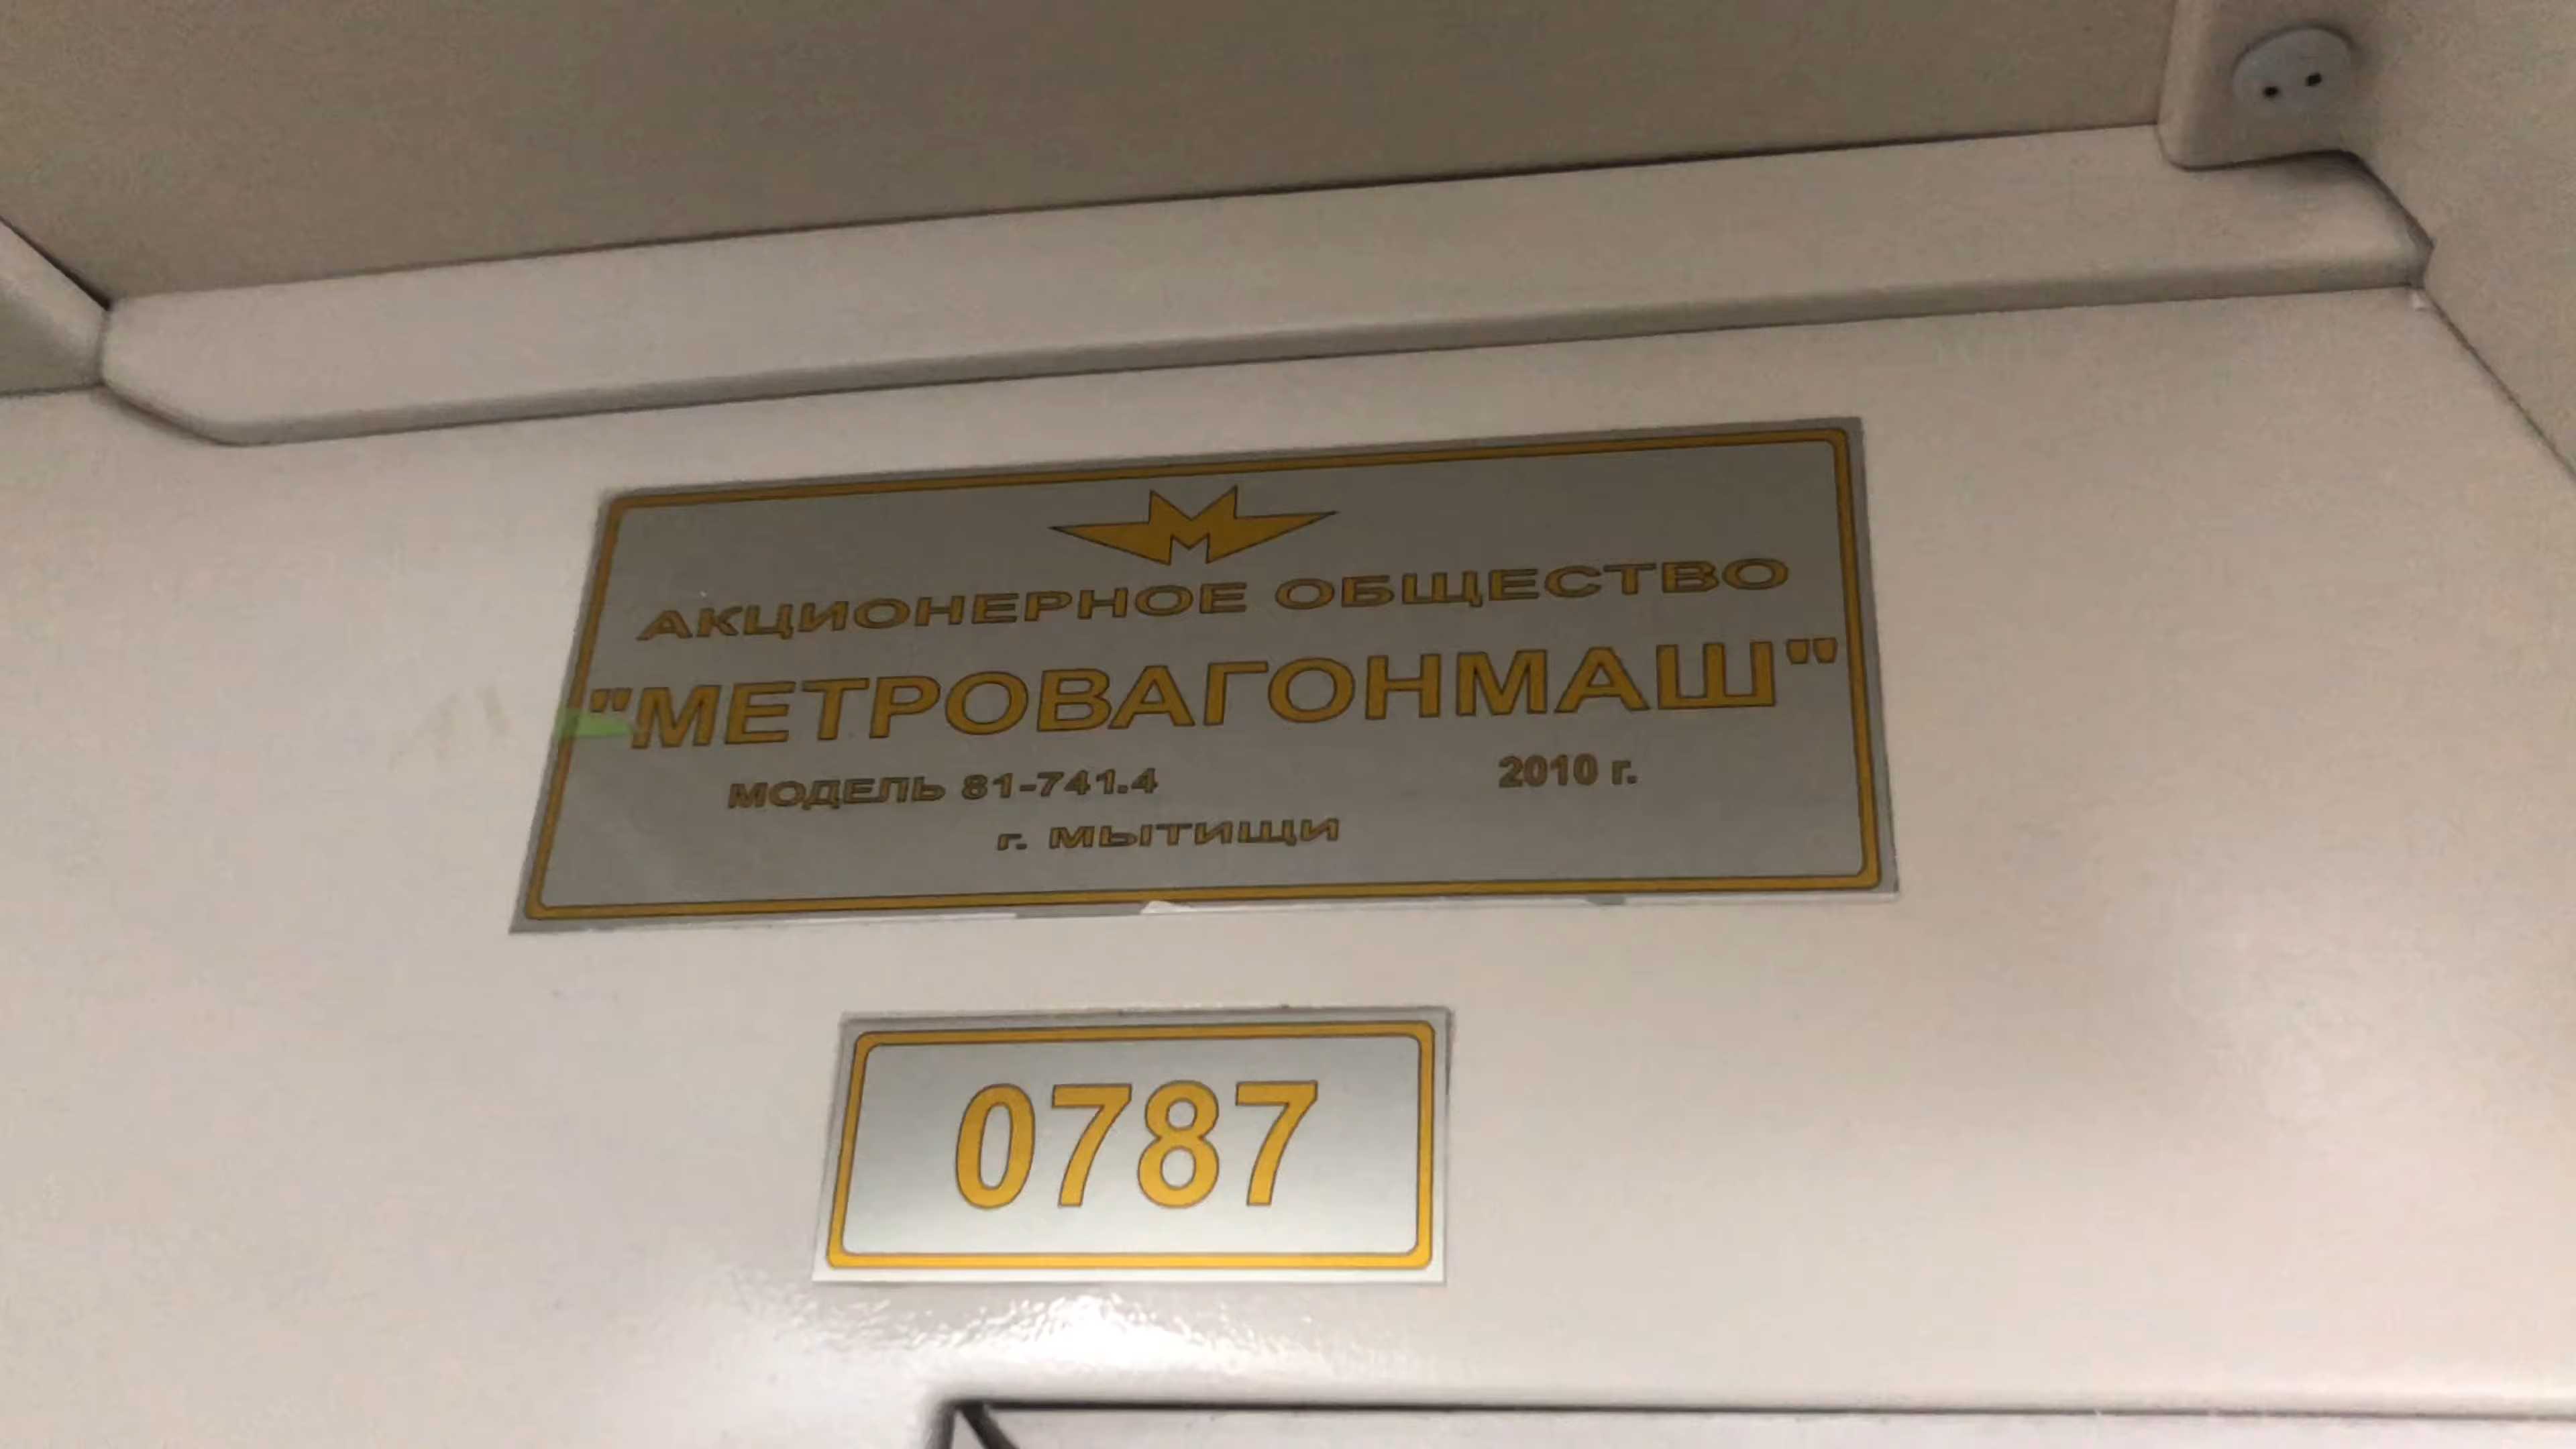 АКЦИОНЕРНОЕ ОБЩЕСТВО
"МЕТРОВАГОНМАШ"
МОДЕЛЬ 81-741.4 2010 г.
г. МЫТИЩИ
0787